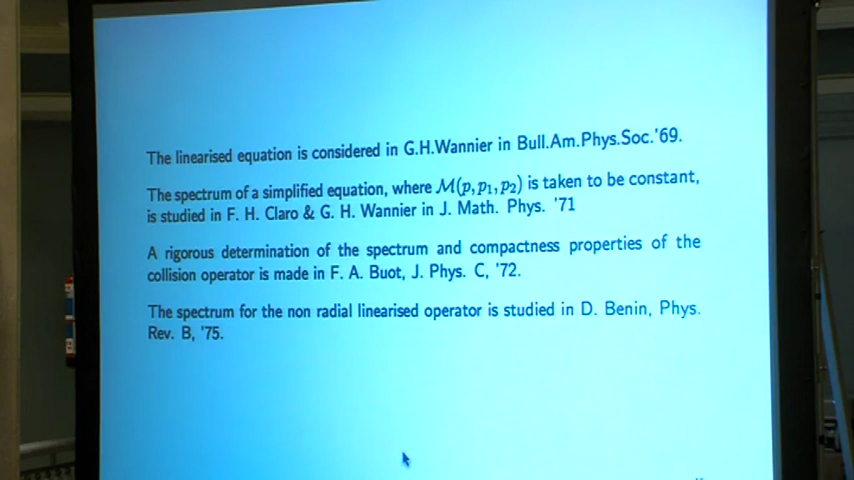 The linearised equation is considered in G.H.Wannier in Bull.Am.Phys.Soc.'69.
The spectrum of a simplified equation, where M(p,p₁,p₂) is taken to be constant,
is studied in F. H. Claro & G. H. Wannier in J. Math. Phys. '71
A rigorous determination of the spectrum and compactness properties of the
collision operator is made in F. A. Buot, J. Phys. C, '72.
The spectrum for the non radial linearised operator is studied in D. Benin, Phys.
Rev. B, '75.